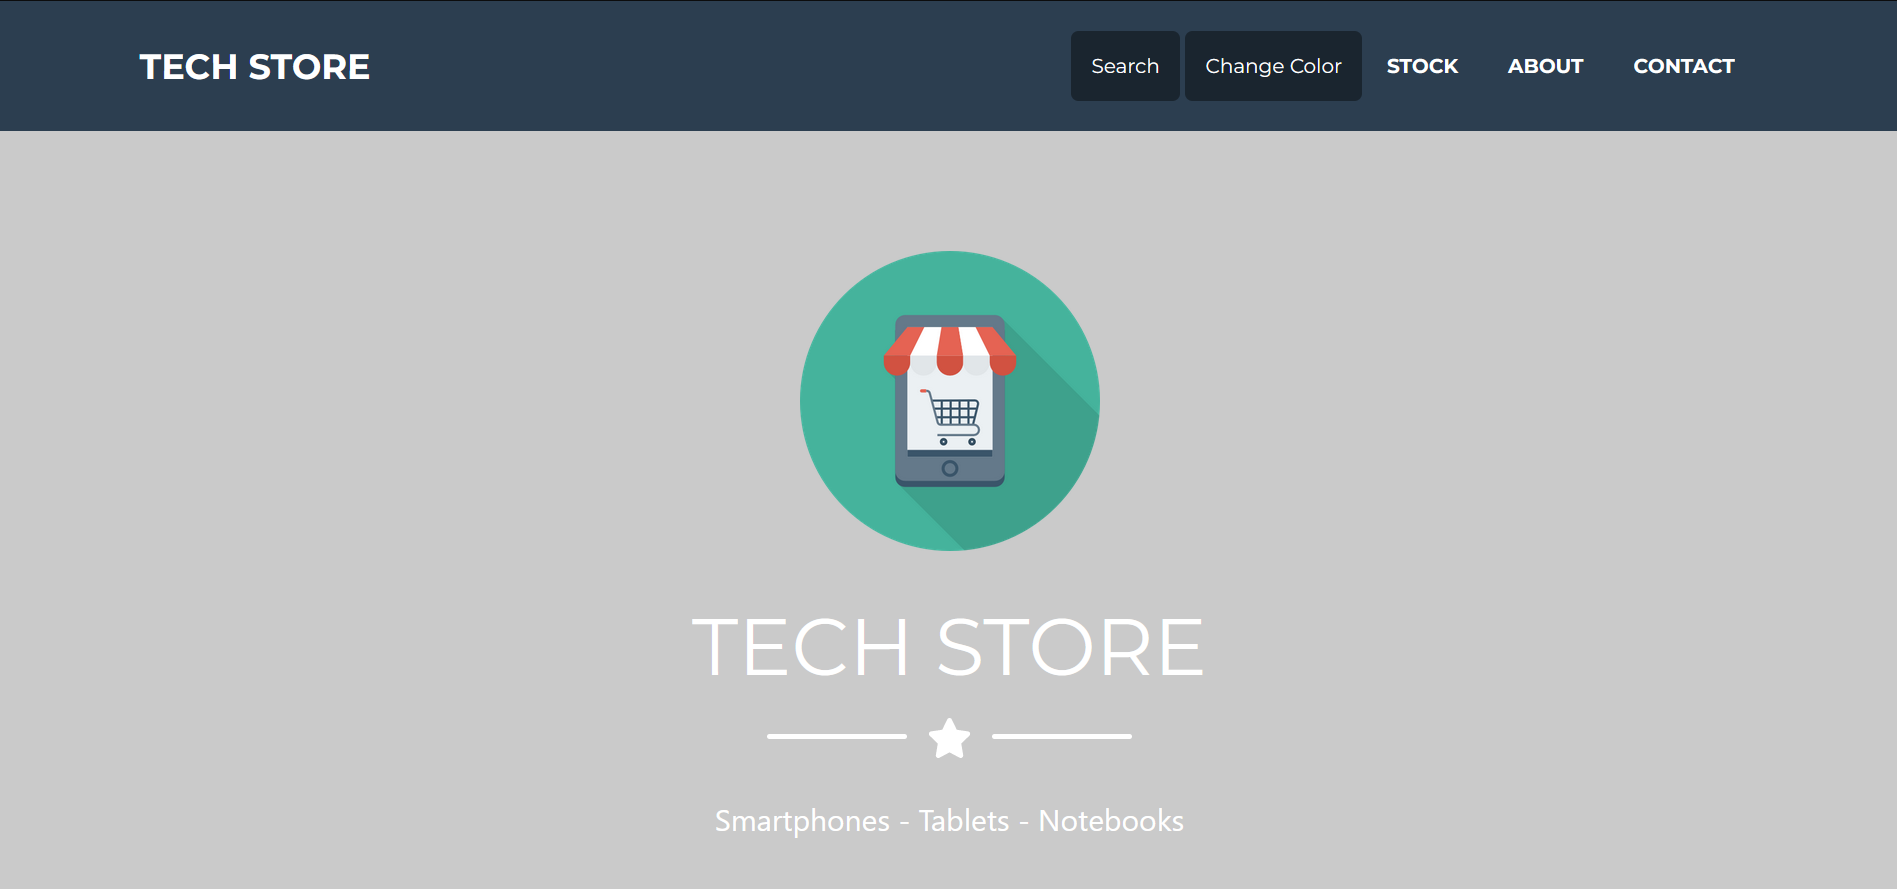 TECH STORE Search Change Color STOCK ABOUT CONTACT
TECH STORE
Smartphones - Tablets - Notebooks